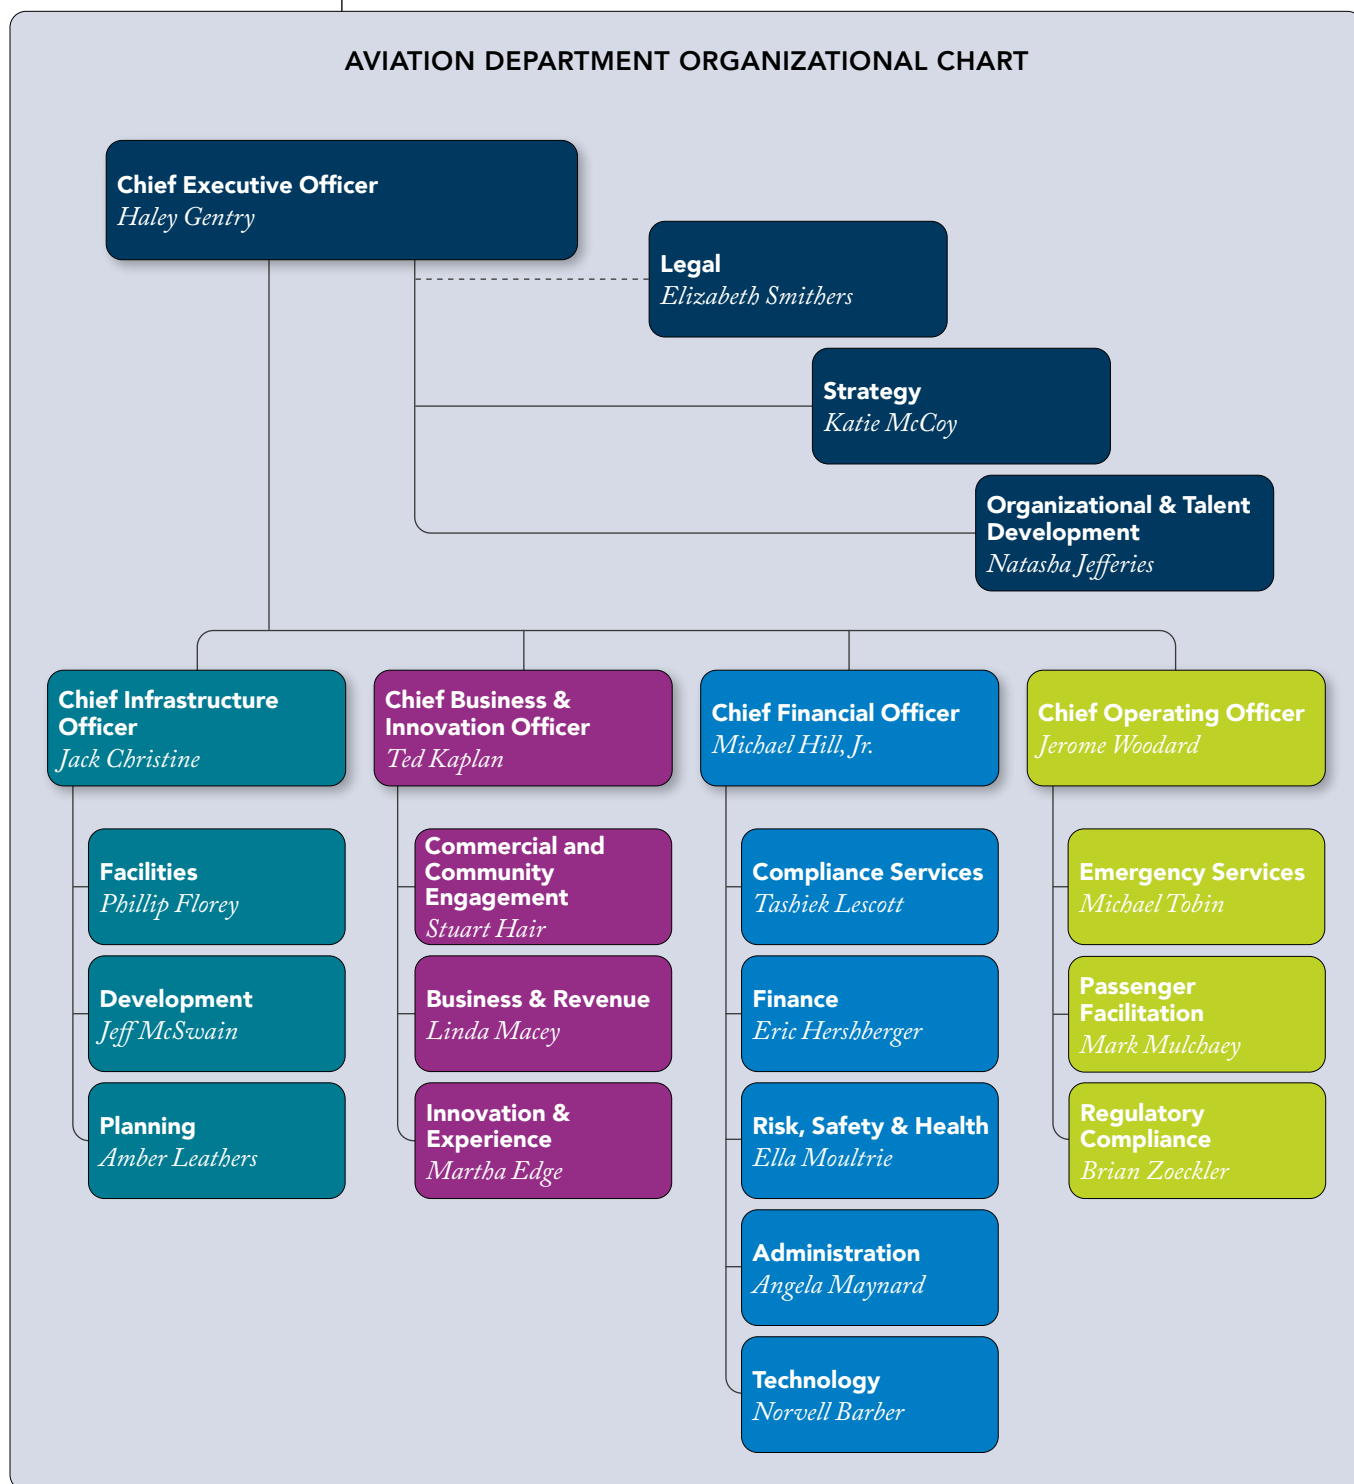 AVIATION DEPARTMENT ORGANIZATIONAL CHART
Chief Executive Officer
Haley Gentry
Legal
Elizabeth Smithers
Strategy
Katie McCoy
Organizational & Talent
Development
Natasha Jefferies
Chief Infrastructure
Officer
Jack Christine
Facilities
Phillip Florey
Development
Jeff McSwain
Planning
Amber Leathers
Chief Business &
Innovation Officer
Ted Kaplan
Commercial and
Community
Engagement
Stuart Hair
Business & Revenue
Linda Macey
Innovation &
Experience
Martha Edge
Chief Financial Officer
Michael Hill, Jr.
Compliance Services
Tashiek Lescott
Finance
Eric Hershberger
Risk, Safety & Health
Ella Moultrie
Administration
Angela Maynard
Technology
Norvell Barber
Chief Operating Officer
Jerome Woodard
Emergency Services
Michael Tobin
Passenger
Facilitation
Mark Mulchaey
Regulatory
Compliance
Brian Zoeckler